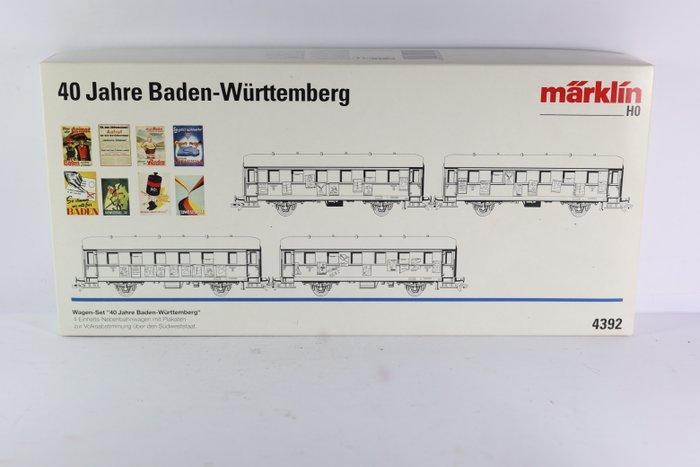 40 Jahre Baden-Württemberg
märklin
H0
BADEN
Wagen-Set "40 Jahre Baden-Württemberg"
4 Einheits-Nebenbahnwagen mit Plakaten
zur Volksabstimmung über den Südweststaat.
4392